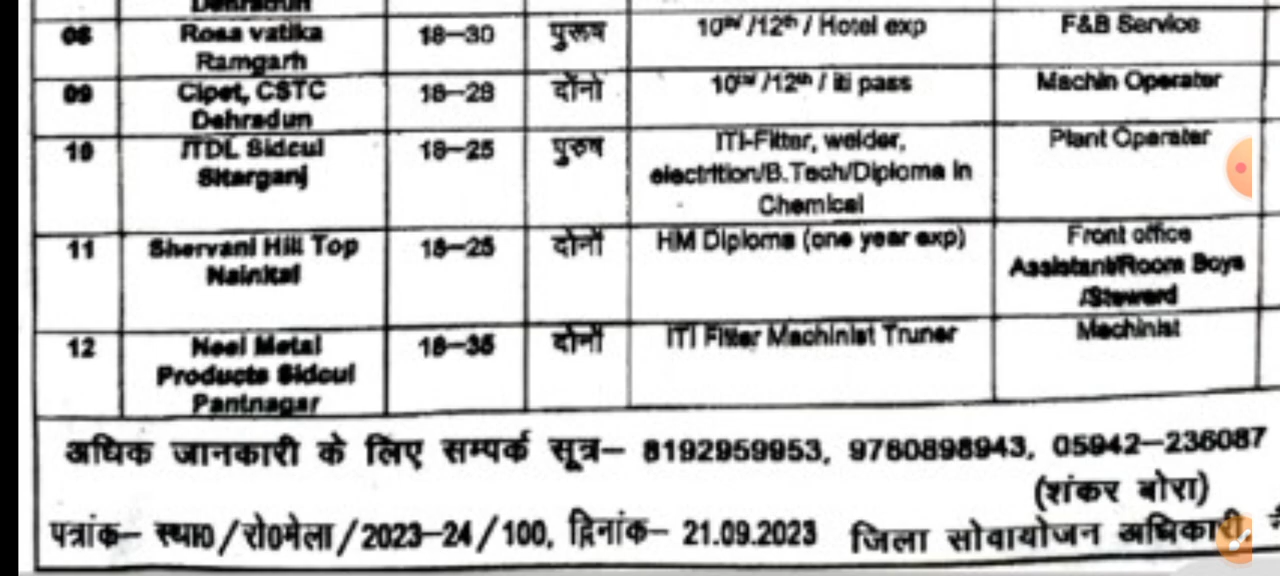 Dehradun
08 Rosa vatika 18–30 पुरूष 10th /12th / Hotel exp F&B Service
Ramgarh
09 Cipet, CSTC 18–28 दोंनो 10th /12th / iti pass Machin Operator
Dehradun
10 JTDL Sidcul 18–25 पुरुष ITI-Fitter, welder, Plant Operater
Sitarganj electrition/B.Tech/Diploma in
Chemical
11 Shervani Hill Top 18–25 दोनों HM Diploma (one year exp) Front office
Nainital Assistant/Room Boys
/Steward
12 Neel Metal 18–35 दोनों ITI Fitter Machinist Truner Machinist
Products Sidcul
Pantnagar
अधिक जानकारी के लिए सम्पर्क सूत्र– 8192959953, 9780898943, 05942–236087
(शंकर बोरा)
पत्रांक– स्था0/रो0मेला/2023–24/100, दिनांक– 21.09.2023 जिला सेवायोजन अधिकारी